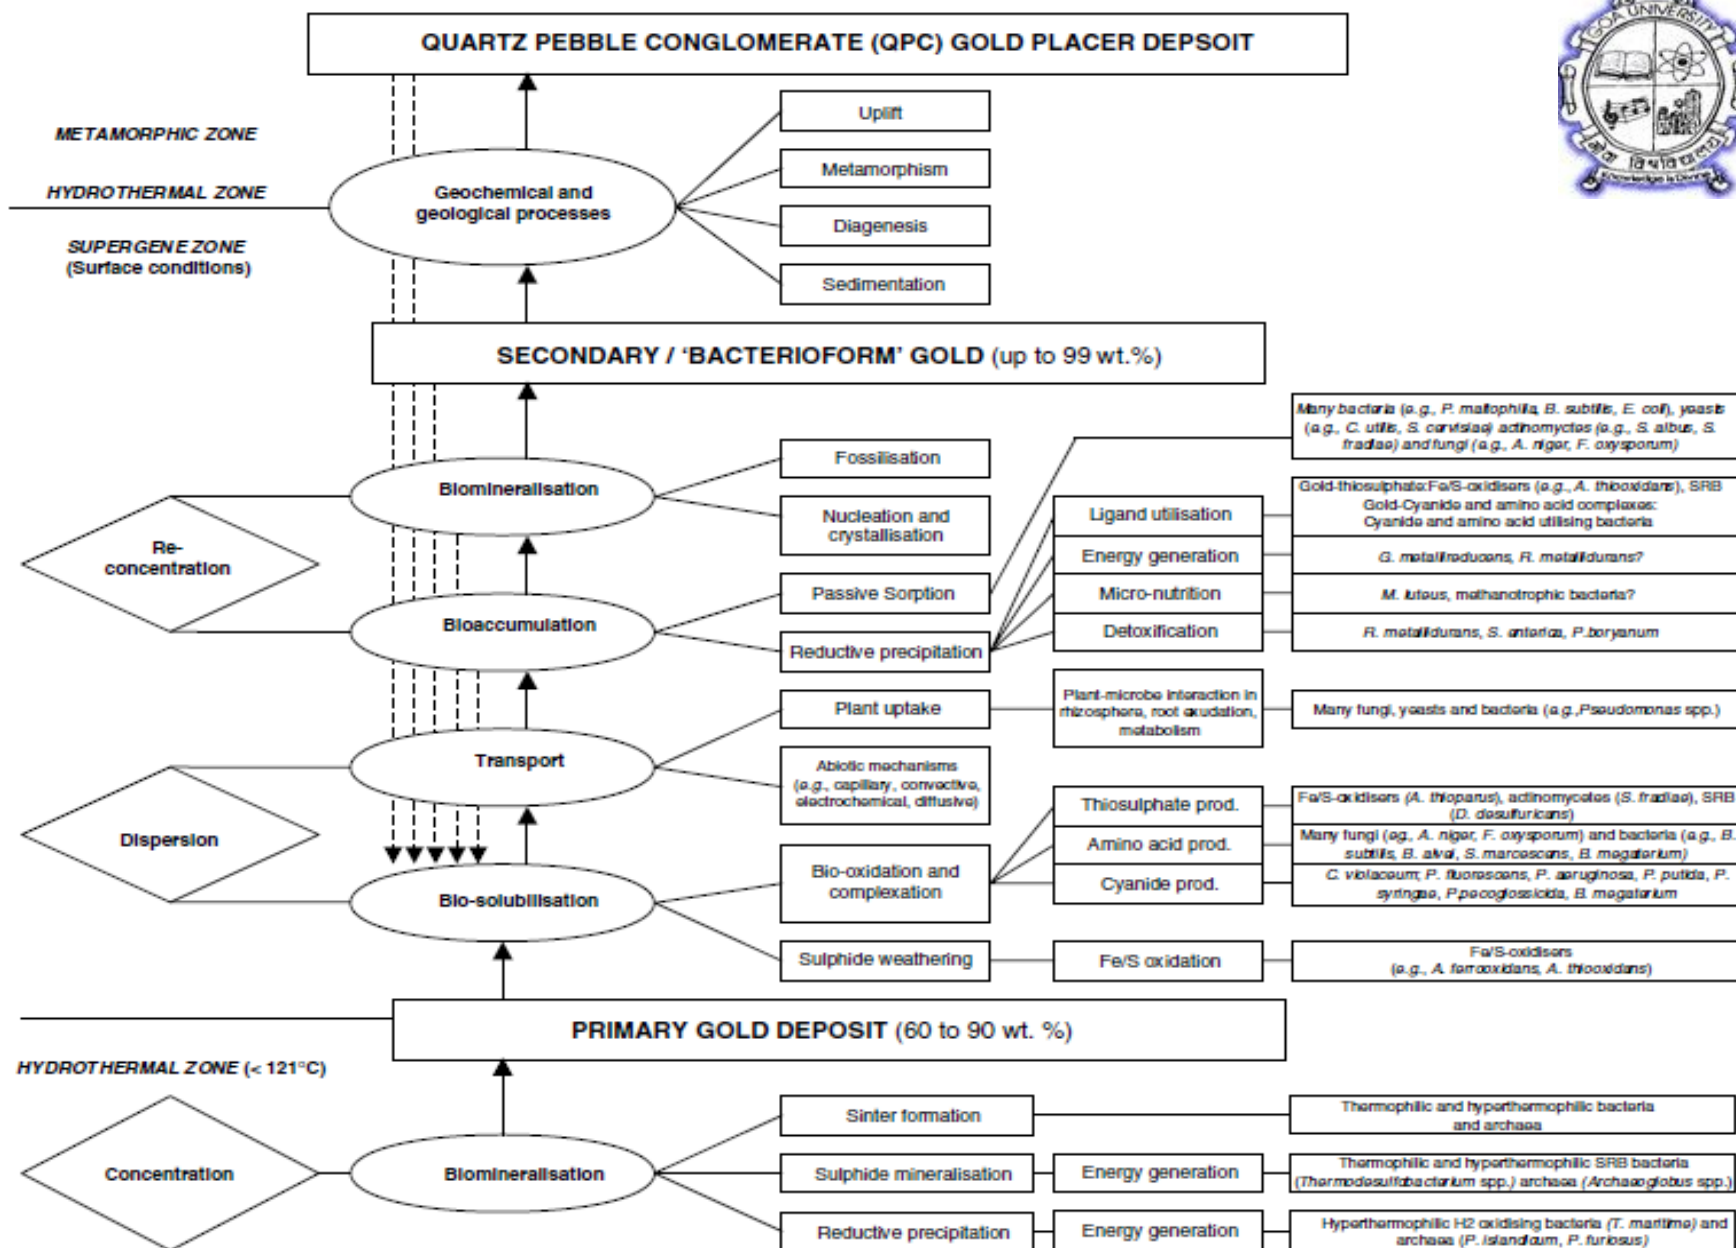 QUARTZ PEBBLE CONGLOMERATE (QPC) GOLD PLACER DEPSOIT
GOA UNIVERSITY
गोंय विश्वविद्यालय
Knowledge is Divine
METAMORPHIC ZONE
HYDROTHERMAL ZONE
SUPERGENE ZONE
(Surface conditions)
Geochemical and
geological processes
Uplift
Metamorphism
Diagenesis
Sedimentation
SECONDARY / 'BACTERIOFORM' GOLD (up to 99 wt.%)
Re-
concentration
Biomineralisation
Fossilisation
Nucleation and
crystallisation
Bioaccumulation
Passive Sorption
Many bacteria (e.g., P. maltophilla, B. subtilis, E. coli), yeasts
(e.g., C. utilis, S. cervisiae) actinomyctes (e.g., S. albus, S.
fradiae) and fungi (e.g., A. niger, F. oxysporum)
Reductive precipitation
Ligand utilisation
Gold-thiosulphate:Fe/S-oxidisers (e.g., A. thiooxidans), SRB
Gold-Cyanide and amino acid complexes:
Cyanide and amino acid utilising bacteria
Energy generation
G. metallireducens, R. metallidurans?
Micro-nutrition
M. luteus, methanotrophic bacteria?
Detoxification
R. metallidurans, S. enterica, P.boryanum
Dispersion
Transport
Plant uptake
Plant-microbe interaction in
rhizosphere, root exudation,
metabolism
Many fungi, yeasts and bacteria (e.g.,Pseudomonas spp.)
Abiotic mechanisms
(e.g., capillary, convective,
electrochemical, diffusive)
Bio-solubilisation
Bio-oxidation and
complexation
Thiosulphate prod.
Fe/S-oxidisers (A. thioparus), actinomycetes (S. fradiae), SRB
(D. desulfuricans)
Amino acid prod.
Many fungi (eg., A. niger, F. oxysporum) and bacteria (e.g., B.
subtilis, B. alvei, S. marcescens, B. megaterium)
Cyanide prod.
C. violaceum; P. fluorescens, P. aeruginosa, P. putida, P.
syringae, P.pecoglossicida, B. megaterium
Sulphide weathering
Fe/S oxidation
Fe/S-oxidisers
(e.g., A. ferrooxidans, A. thiooxidans)
PRIMARY GOLD DEPOSIT (60 to 90 wt. %)
HYDROTHERMAL ZONE (< 121°C)
Concentration
Biomineralisation
Sinter formation
Thermophilic and hyperthermophilic bacteria
and archaea
Sulphide mineralisation
Energy generation
Thermophilic and hyperthermophilic SRB bacteria
(Thermodesulfobacterium spp.) archaea (Archaeoglobus spp.)
Reductive precipitation
Energy generation
Hyperthermophilic H2 oxidising bacteria (T. maritime) and
archaea (P. islandicum, P. furiosus)